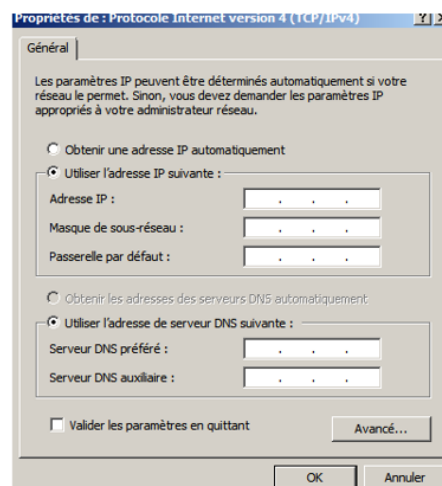 Propriétés de : Protocole Internet version 4 (TCP/IPv4)
Général
Les paramètres IP peuvent être déterminés automatiquement si votre
réseau le permet. Sinon, vous devez demander les paramètres IP
appropriés à votre administrateur réseau.
Obtenir une adresse IP automatiquement
Utiliser l'adresse IP suivante :
Adresse IP :
Masque de sous-réseau :
Passerelle par défaut :
Obtenir les adresses des serveurs DNS automatiquement
Utiliser l'adresse de serveur DNS suivante :
Serveur DNS préféré :
Serveur DNS auxiliaire :
Valider les paramètres en quittant
Avancé...
OK Annuler